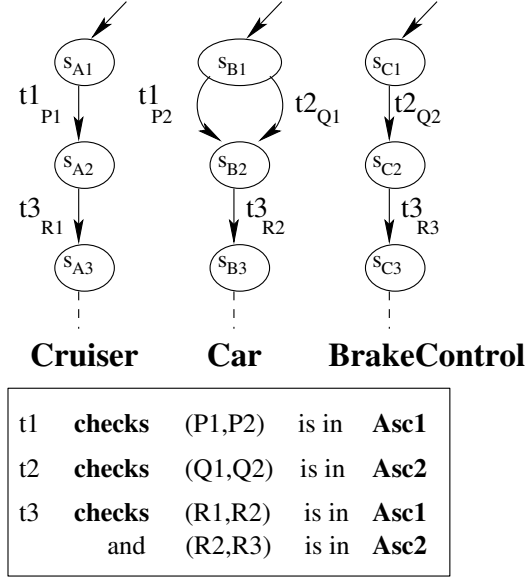 s_A1 s_B1 s_C1
t1_P1 t1_P2 t2_Q1 t2_Q2
s_A2 s_B2 s_C2
t3_R1 t3_R2 t3_R3
s_A3 s_B3 s_C3
Cruiser Car BrakeControl
t1 checks (P1,P2) is in Asc1
t2 checks (Q1,Q2) is in Asc2
t3 checks (R1,R2) is in Asc1
and (R2,R3) is in Asc2